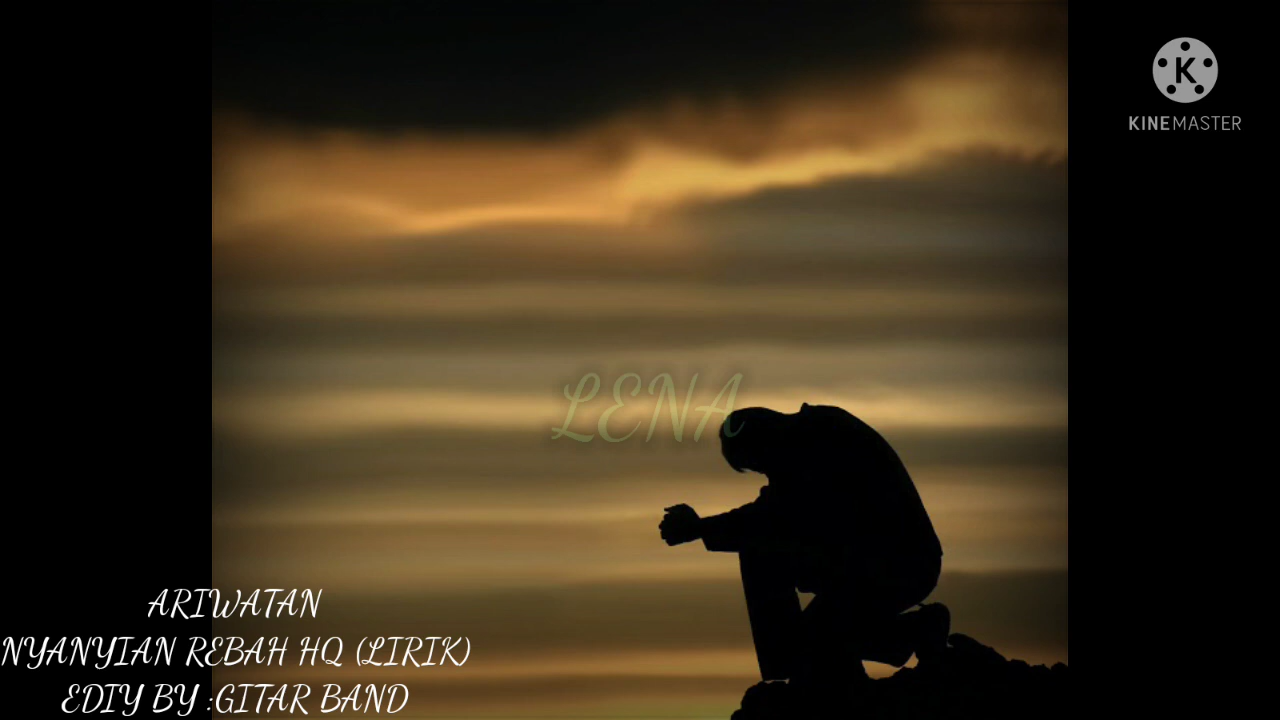 KINEMASTER
LENA
ARIWATAN
NYANYIAN REBAH HQ (LIRIK)
EDIY BY :GITAR BAND